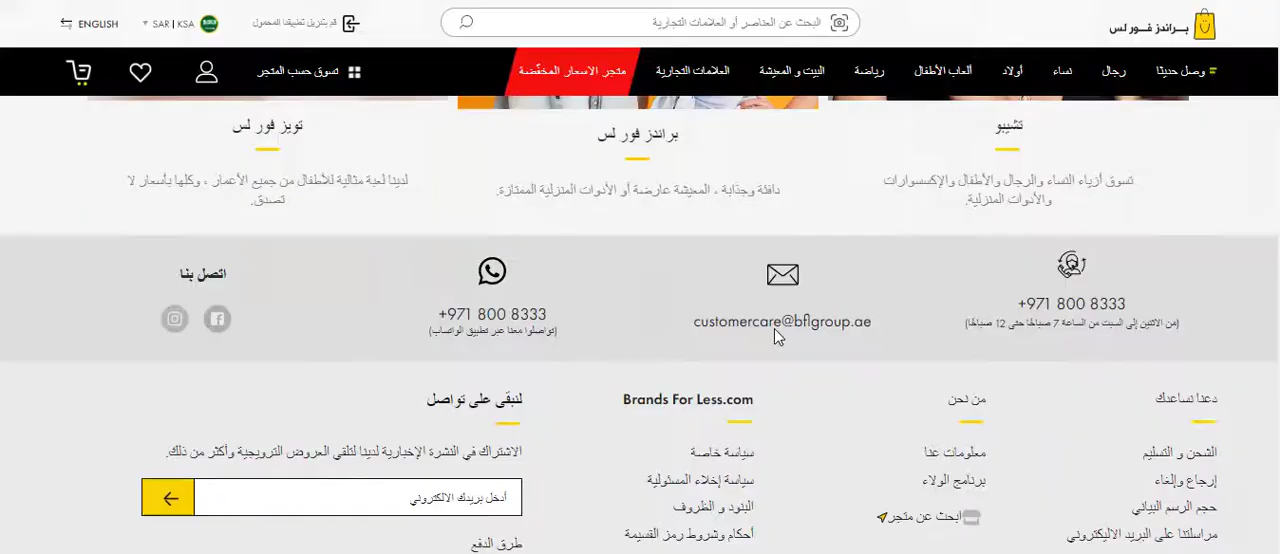 براندز فور لس
البحث عن العناصر أو العلامات التجارية
قم بتنزيل تطبيقنا المحمول
SAR | KSA
ENGLISH
وصل حديثا
رجال
نساء
أولاد
ألعاب الأطفال
رياضة
البيت و المعيشة
العلامات التجارية
متجر الاسعار المخفّضة
تسوق حسب المتجر
تشيبو
تسوق أزياء النساء والرجال والأطفال والإكسسوارات
والأدوات المنزلية.
براندز فور لس
دافئة وجذابة ، المعيشة عارضة أو الأدوات المنزلية الممتازة.
تويز فور لس
لدينا لعبة مثالية للأطفال من جميع الأعمار ، وكلها بأسعار لا
تصدق.
+971 800 8333
(من الاثنين إلى السبت من الساعة 7 صباحًا حتى 12 صباحًا)
customercare@bflgroup.ae
+971 800 8333
(تواصلوا معنا عبر تطبيق الواتساب)
اتصل بنا
دعنا نساعدك
الشحن و التسليم
إرجاع وإلغاء
حجم الرسم البياني
مراسلتنا على البريد الاليكتروني
من نحن
معلومات عنا
برنامج الولاء
ابحث عن متجر
Brands For Less.com
سياسة خاصة
سياسة إخلاء المسئولية
البنود و الظروف
أحكام وشروط رمز القسيمة
لنبقى على تواصل
الاشتراك في النشرة الإخبارية لدينا لتلقي العروض الترويجية وأكثر من ذلك.
أدخل بريدك الالكتروني
طرق الدفع